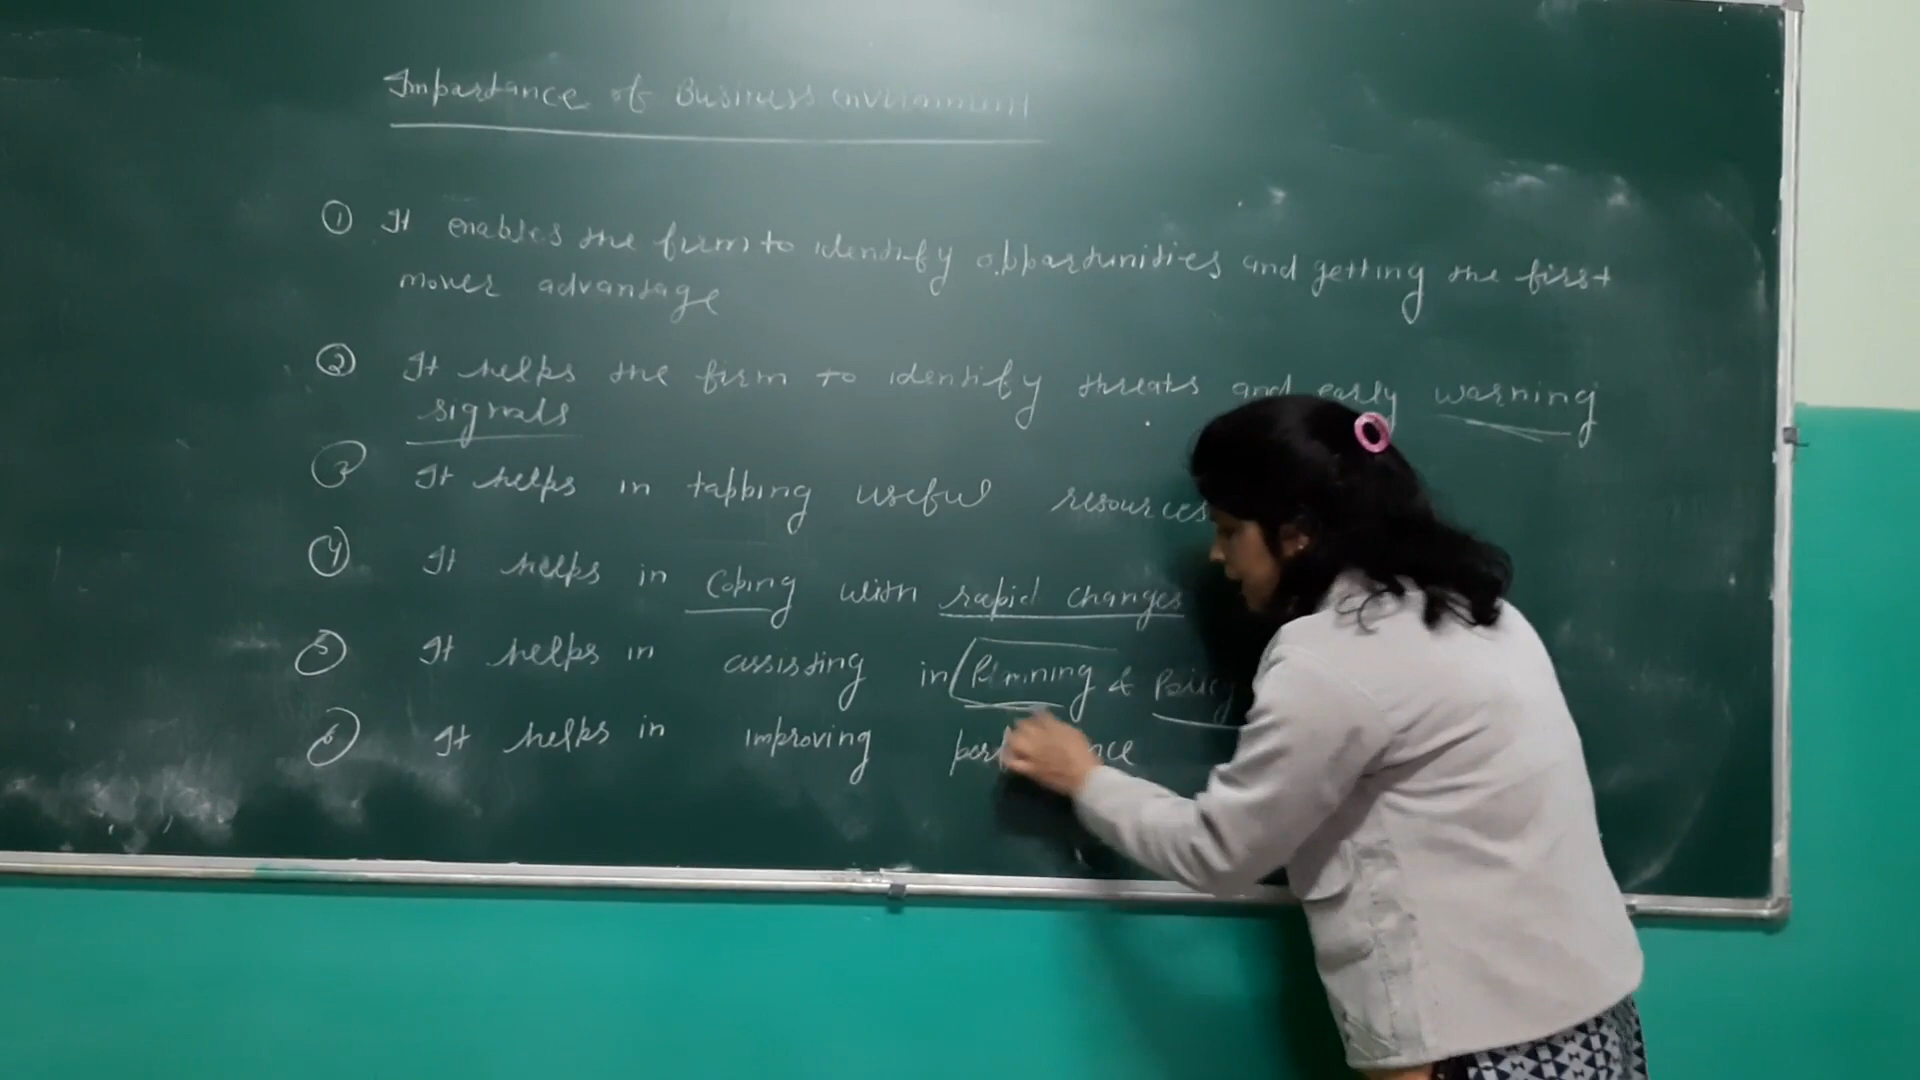 Importance of Business environment
① It enables the firm to identify opportunities and getting the first
mover advantage
② It helps the firm to identify threats and early warning
signals
③ It helps in tapping useful resources
④ It helps in coping with rapid changes
⑤ It helps in assisting in Planning & Policy
⑥ It helps in improving